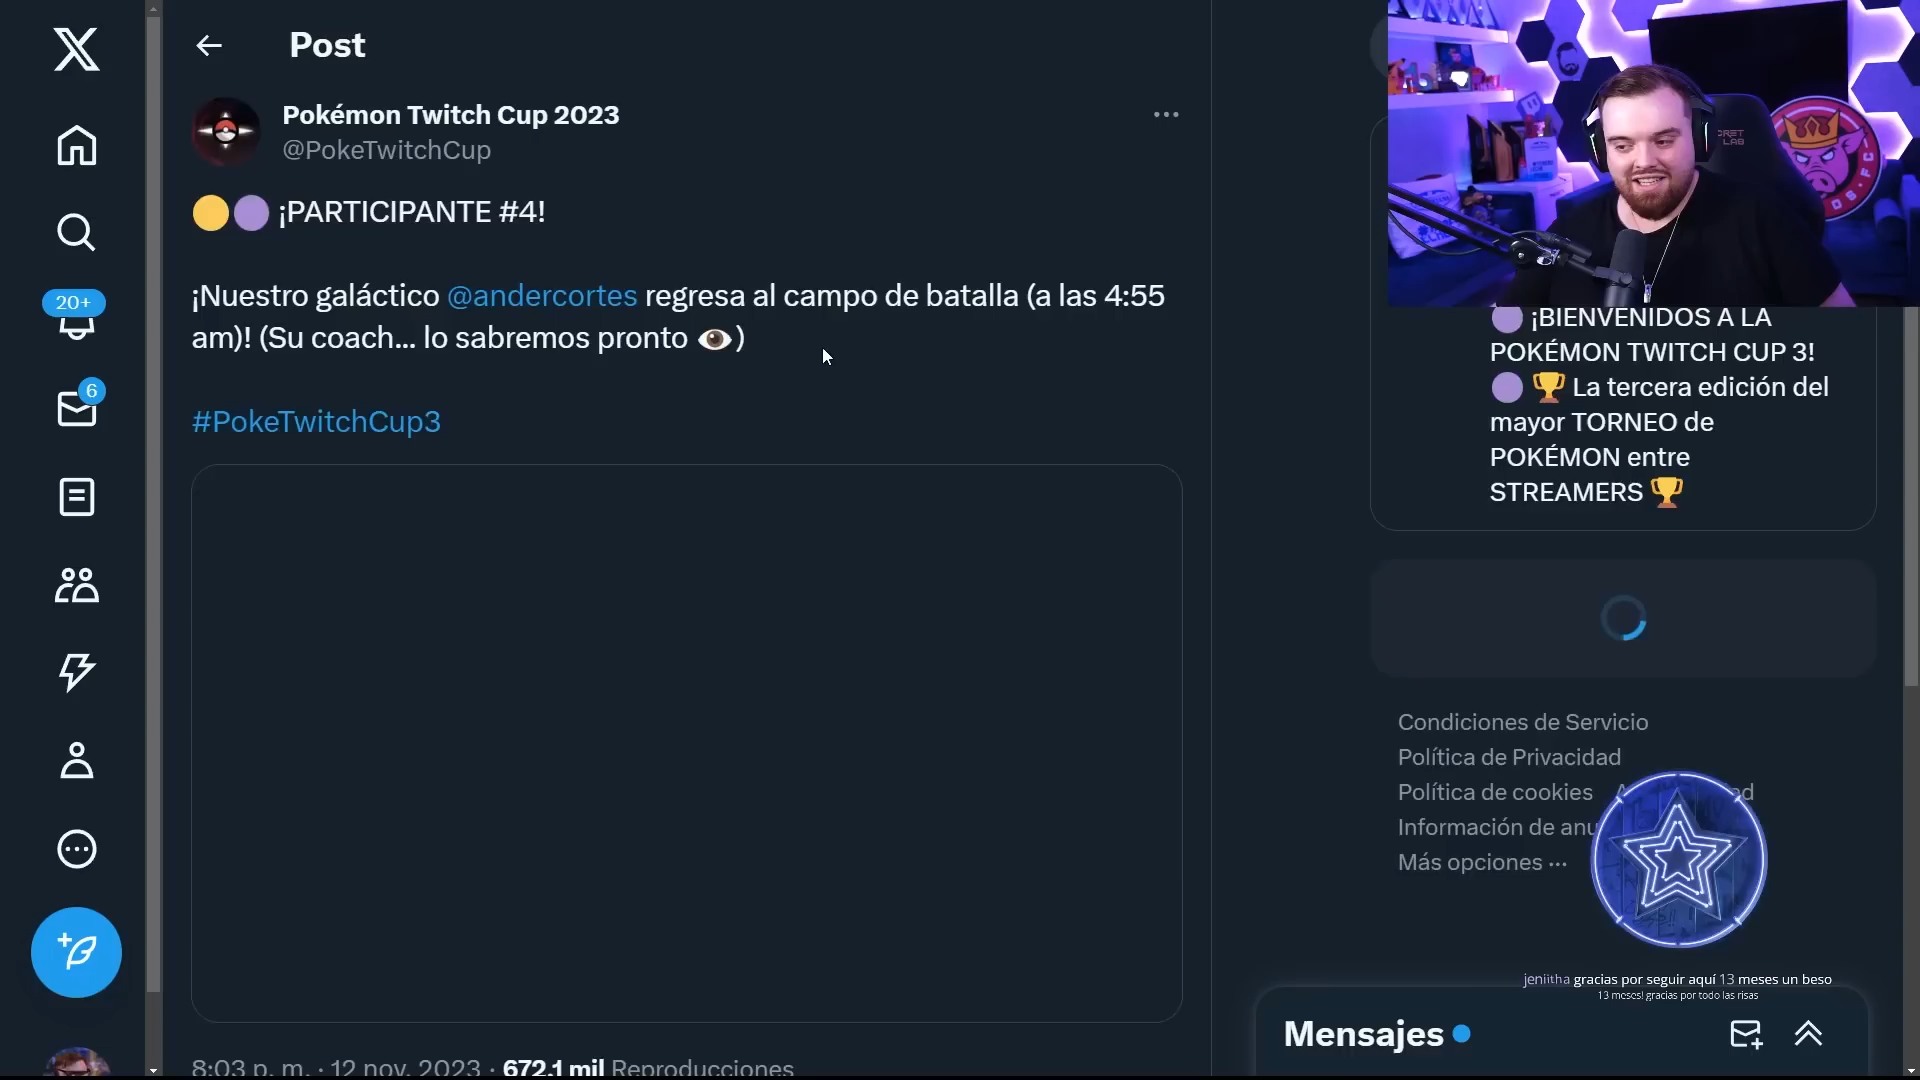 Post
Pokémon Twitch Cup 2023
@PokeTwitchCup
¡PARTICIPANTE #4!
¡Nuestro galáctico @andercortes regresa al campo de batalla (a las 4:55
am)! (Su coach... lo sabremos pronto 👁)
#PokeTwitchCup3
8:03 p. m. · 12 nov. 2023 · 672,1 mil Reproducciones
20+
6
¡BIENVENIDOS A LA
POKÉMON TWITCH CUP 3!
🏆 La tercera edición del
mayor TORNEO de
POKÉMON entre
STREAMERS 🏆
Condiciones de Servicio
Política de Privacidad
Política de cookies
Información de
Más opciones ...
jeniitha gracias por seguir aquí 13 meses un beso
13 meses! gracias por todo las risas
Mensajes